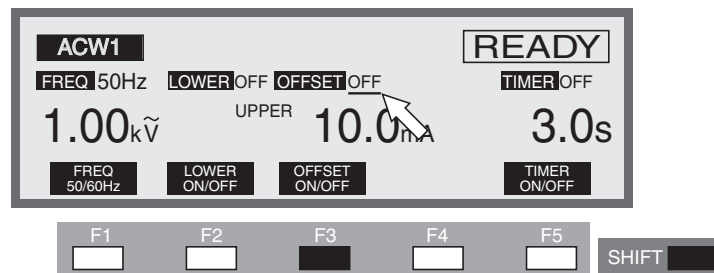 ACW1 READY
FREQ 50Hz LOWER OFF OFFSET OFF TIMER OFF
1.00kṼ UPPER 10.0mA 3.0s
FREQ LOWER OFFSET TIMER
50/60Hz ON/OFF ON/OFF ON/OFF
F1 F2 F3 F4 F5
SHIFT